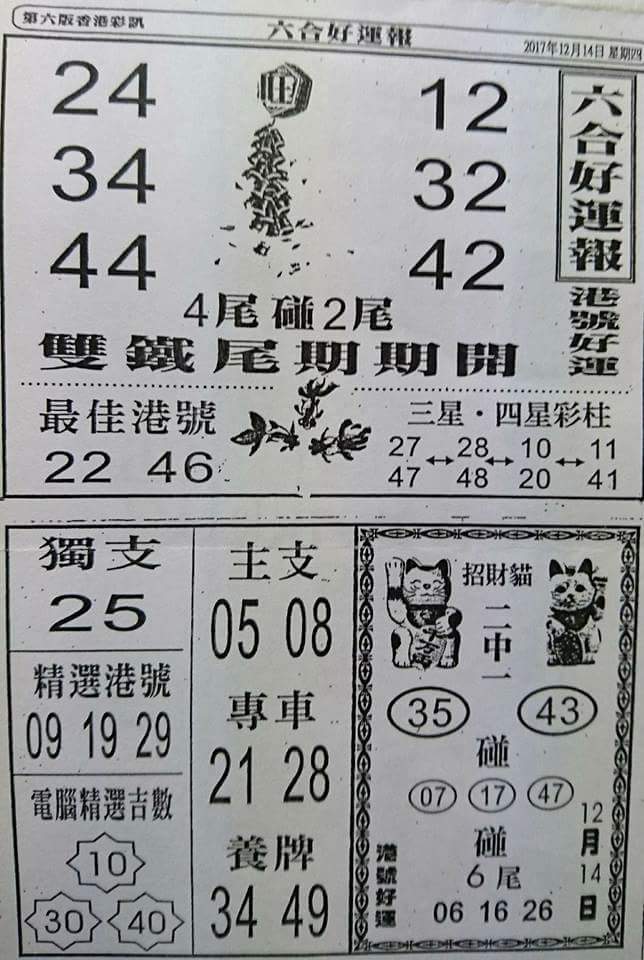 第六版香港彩訊
六合好運報
2017年12月14日 星期四
24
34
44
12
32
42
六合好運報
港號好運
4尾碰2尾
雙鐵尾期期開
最佳港號
22 46
三星·四星彩柱
27 28 10 11
↔ ↔ ↔
47 48 20 41
獨支
25
精選港號
09 19 29
電腦精選吉數
10
30 40
主支
05 08
專車
21 28
養牌
34 49
招財貓
二中一
35 43
碰
07 17 47
碰
6尾
06 16 26
港號好運
12月14日